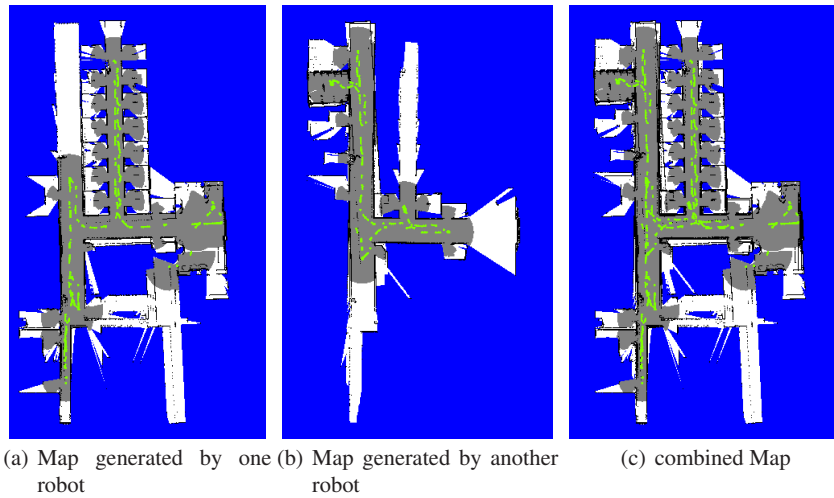 (a) Map generated by one robot
(b) Map generated by another robot
(c) combined Map